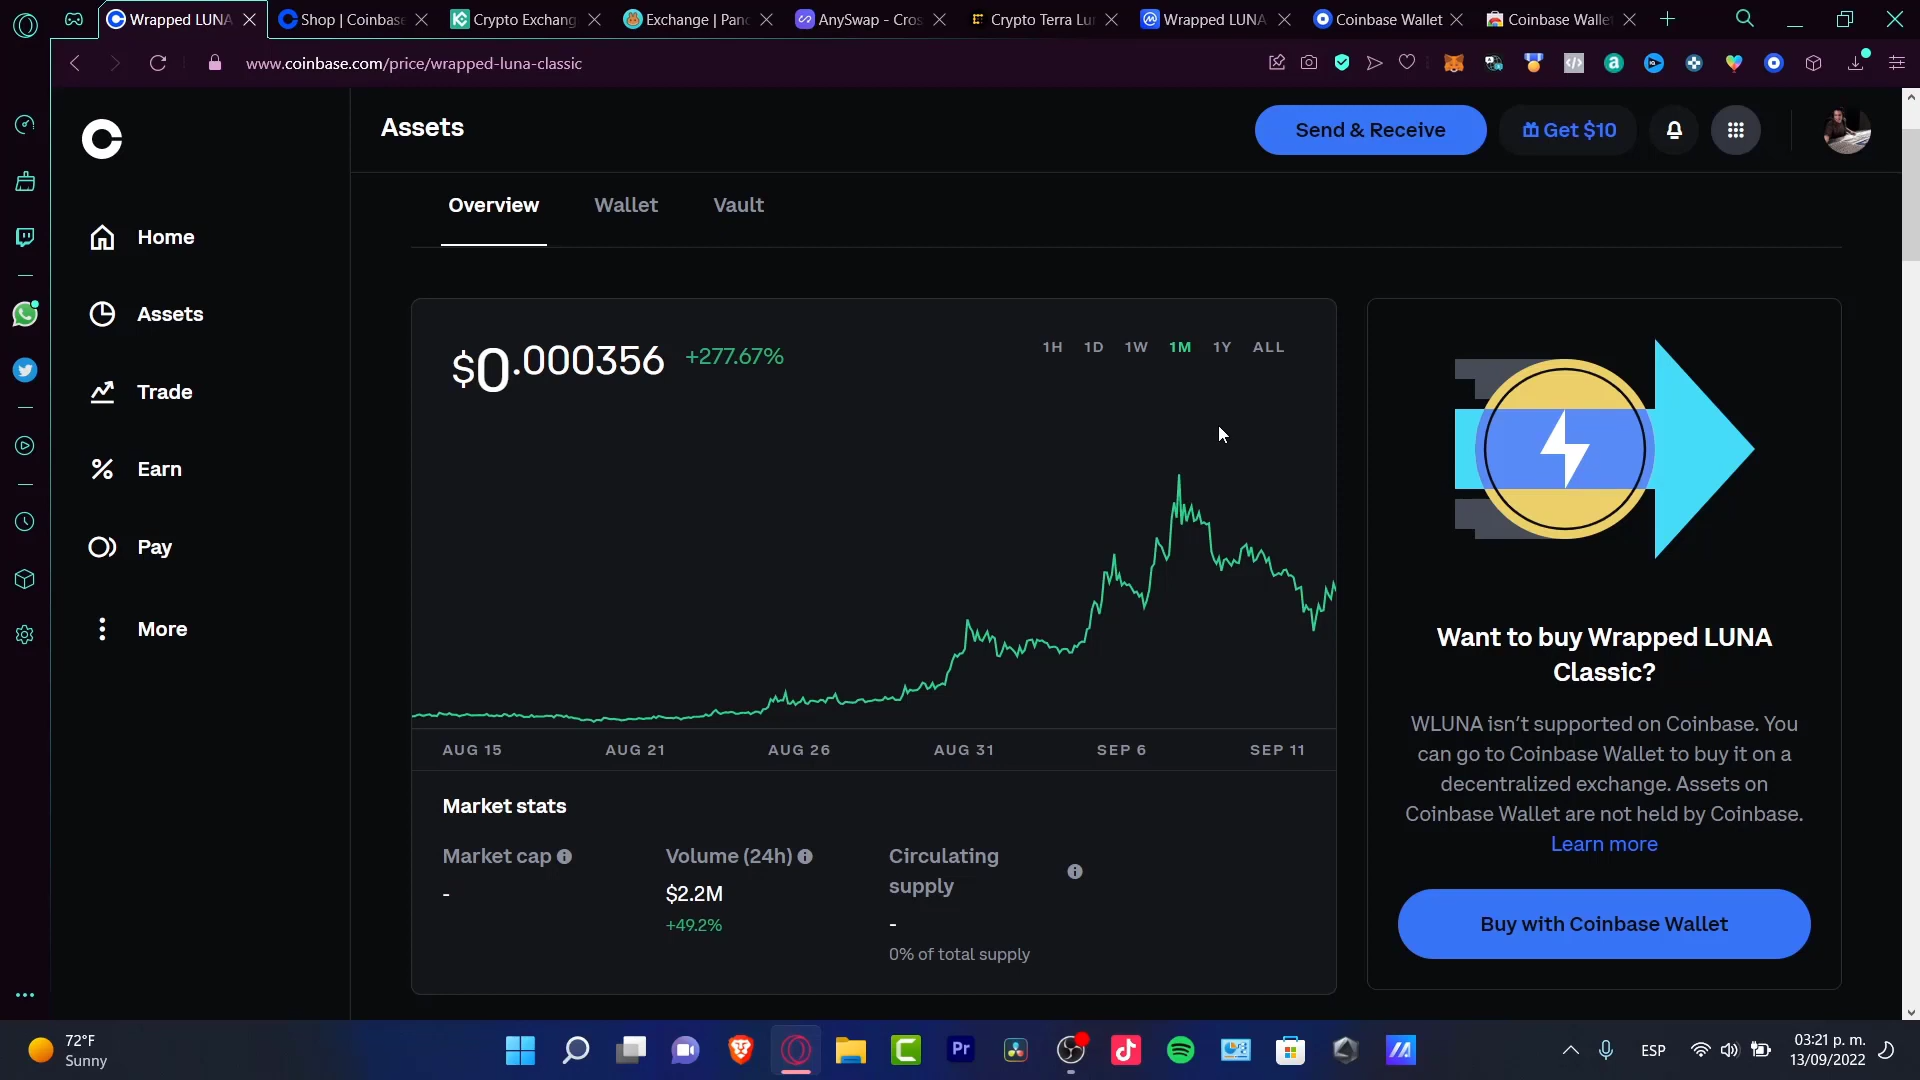 Wrapped LUNA
Shop | Coinbase
Crypto Exchang
Exchange | Panc
AnySwap - Cros
Crypto Terra Lun
Wrapped LUNA
Coinbase Wallet
Coinbase Wallet
www.coinbase.com/price/wrapped-luna-classic
Assets
Send & Receive
Get $10
Overview
Wallet
Vault
Home
Assets
Trade
Earn
Pay
More
$0.000356
+277.67%
1H
1D
1W
1M
1Y
ALL
AUG 15
AUG 21
AUG 26
AUG 31
SEP 6
SEP 11
Market stats
Market cap
-
Volume (24h)
$2.2M
+49.2%
Circulating
supply
-
0% of total supply
Want to buy Wrapped LUNA
Classic?
WLUNA isn't supported on Coinbase. You
can go to Coinbase Wallet to buy it on a
decentralized exchange. Assets on
Coinbase Wallet are not held by Coinbase.
Learn more
Buy with Coinbase Wallet
72°F
Sunny
Pr
ESP
03:21 p. m.
13/09/2022